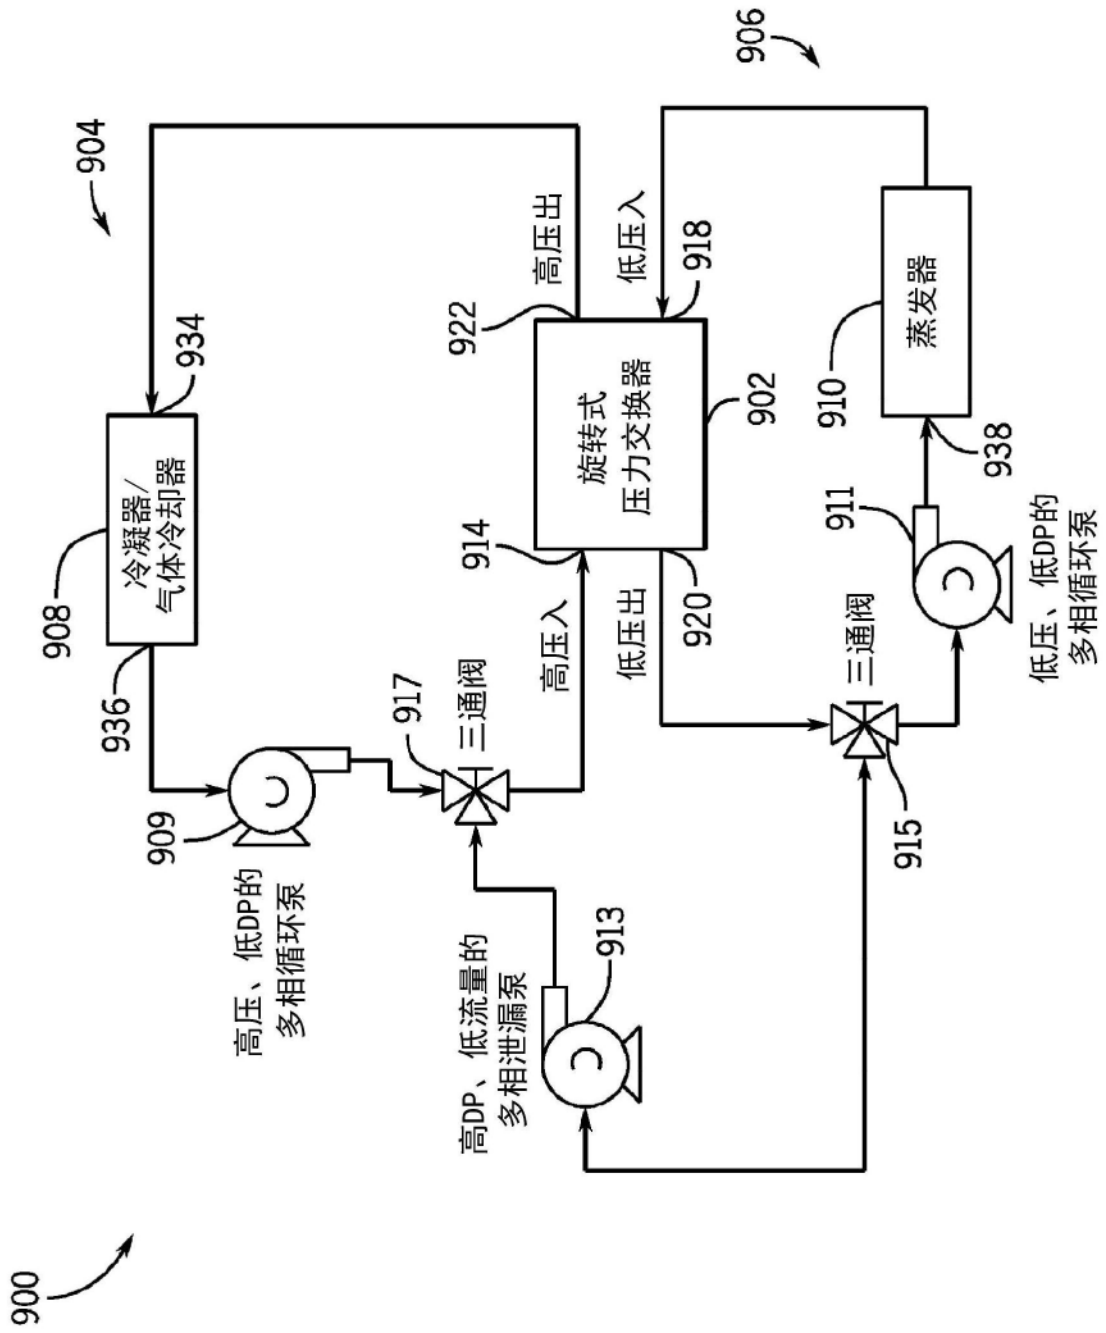 900
904
908
936
冷凝器/
气体冷却器
934
909
高压、低DP的
多相循环泵
917
三通阀
高DP、低流量的
多相泄漏泵
913
914
922
高压入
高压出
旋转式
压力交换器
低压出
低压入
920
918
902
906
三通阀
915
911
910
蒸发器
938
低压、低DP的
多相循环泵